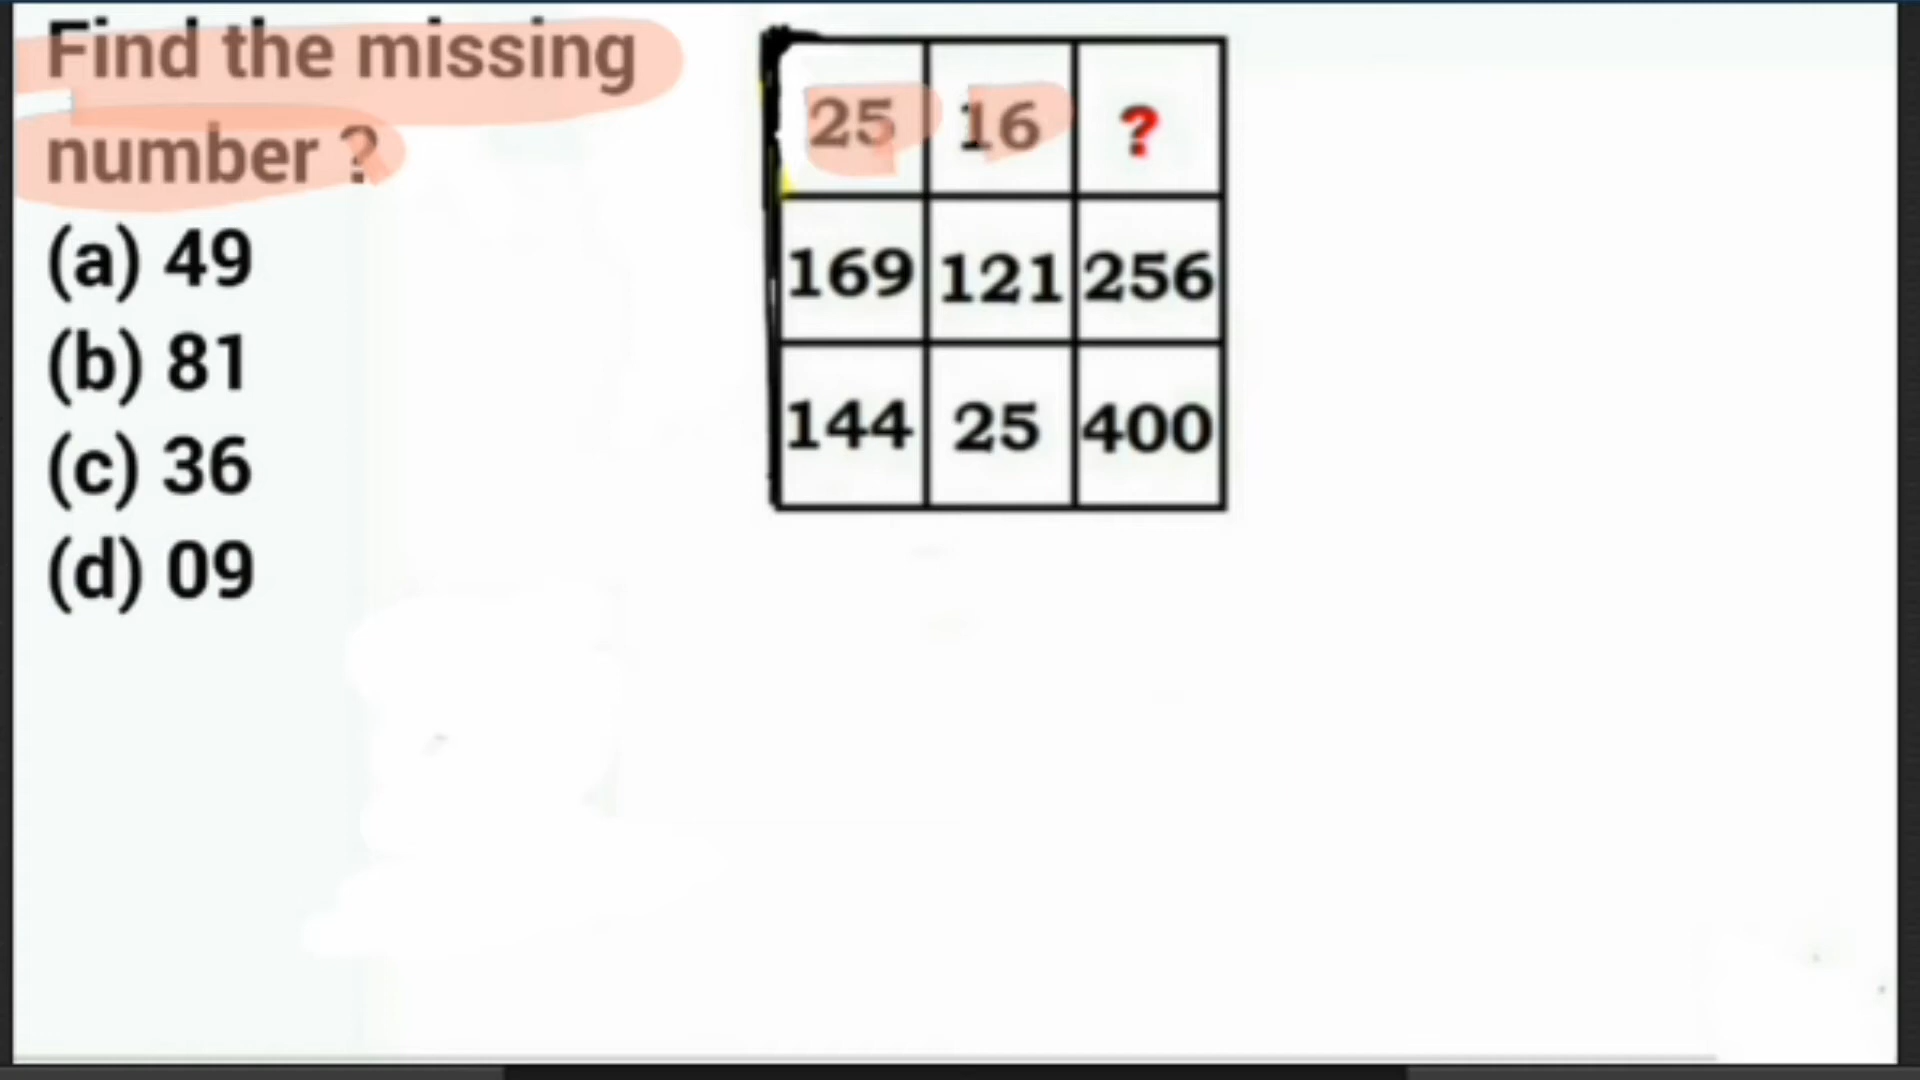 Find the missing
number ?
(a) 49
(b) 81
(c) 36
(d) 09
25 16 ?
169 121 256
144 25 400